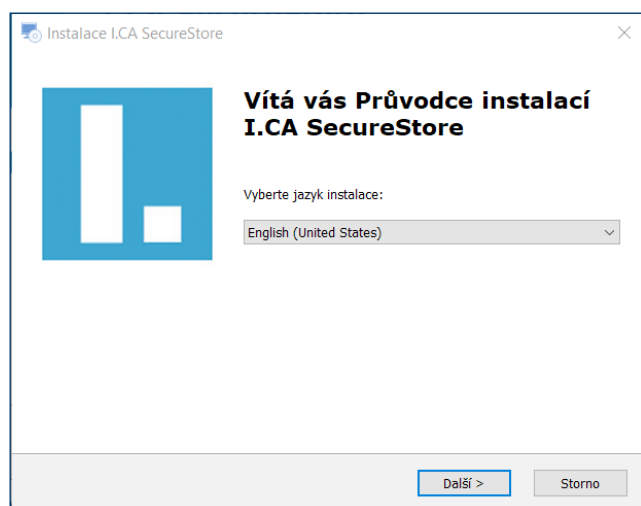 Instalace I.CA SecureStore
Vítá vás Průvodce instalací
I.CA SecureStore
Vyberte jazyk instalace:
English (United States)
Další >
Storno